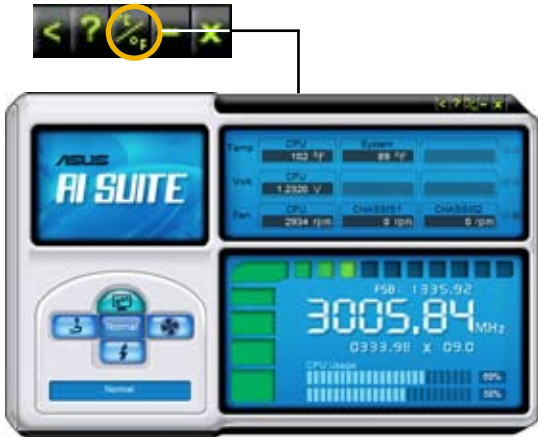 < ? °C/°F - x
< ? °C/°F - x
ASUS
AI SUITE
Temp CPU System
102 °F 89 °F
Volt CPU
1.2320 V
Fan CPU CHASSIS1 CHASSIS2
2934 rpm 0 rpm 0 rpm
FSB: 1335.92
3005.84 MHz
0333.98 x 09.0
CPU Usage
Normal
Normal